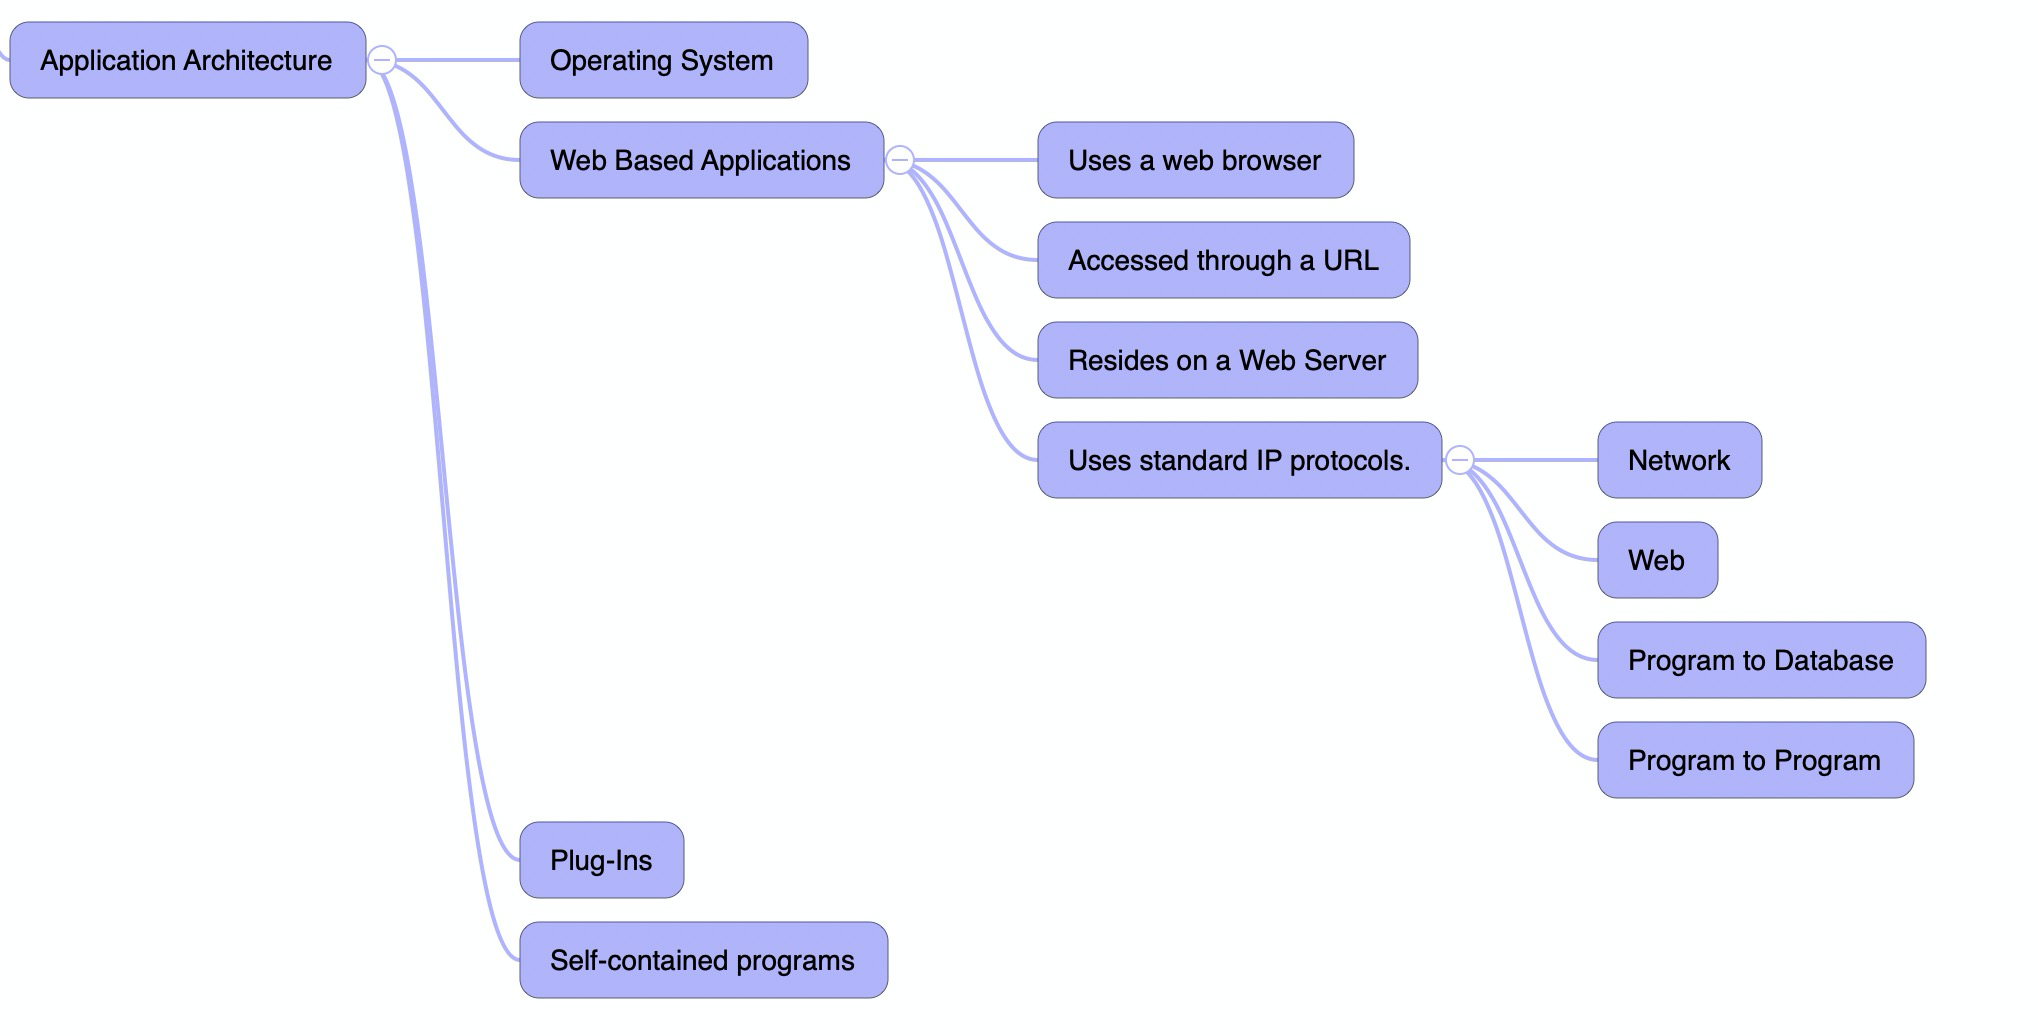 Application Architecture
Operating System
Web Based Applications
Uses a web browser
Accessed through a URL
Resides on a Web Server
Uses standard IP protocols.
Network
Web
Program to Database
Program to Program
Plug-Ins
Self-contained programs